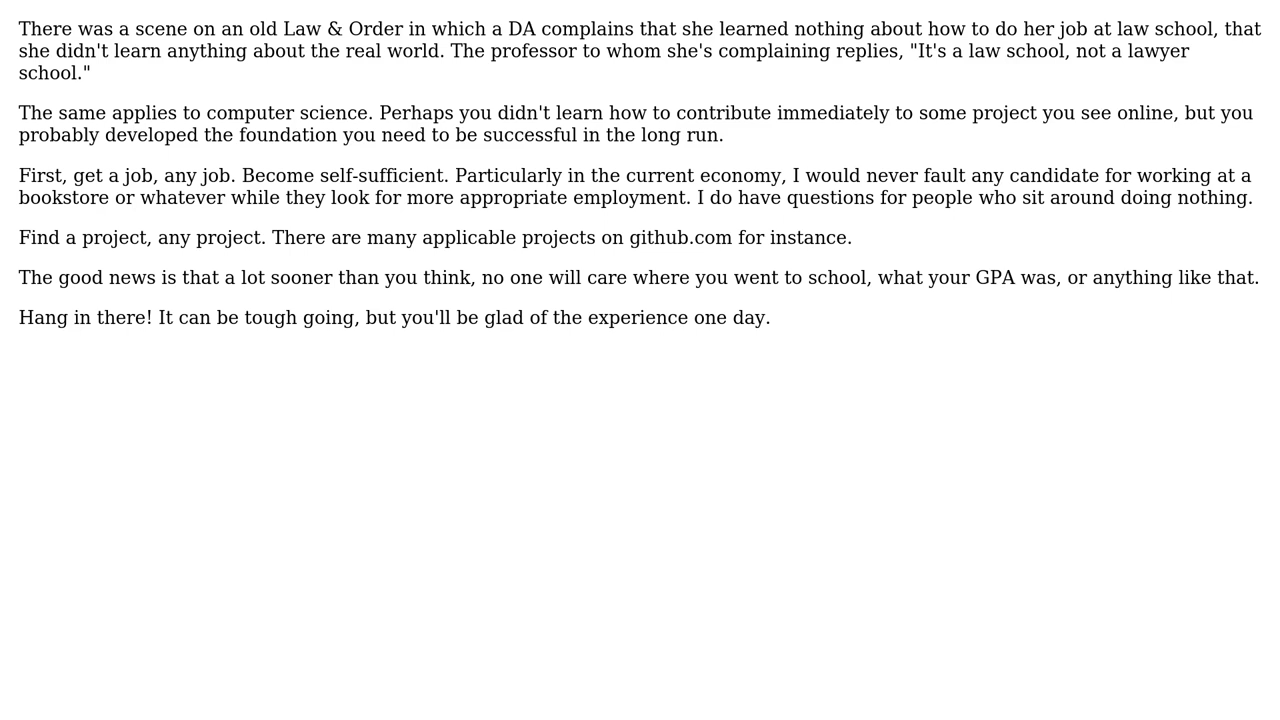 There was a scene on an old Law & Order in which a DA complains that she learned nothing about how to do her job at law school, that
she didn't learn anything about the real world. The professor to whom she's complaining replies, "It's a law school, not a lawyer
school."
The same applies to computer science. Perhaps you didn't learn how to contribute immediately to some project you see online, but you
probably developed the foundation you need to be successful in the long run.
First, get a job, any job. Become self-sufficient. Particularly in the current economy, I would never fault any candidate for working at a
bookstore or whatever while they look for more appropriate employment. I do have questions for people who sit around doing nothing.
Find a project, any project. There are many applicable projects on github.com for instance.
The good news is that a lot sooner than you think, no one will care where you went to school, what your GPA was, or anything like that.
Hang in there! It can be tough going, but you'll be glad of the experience one day.